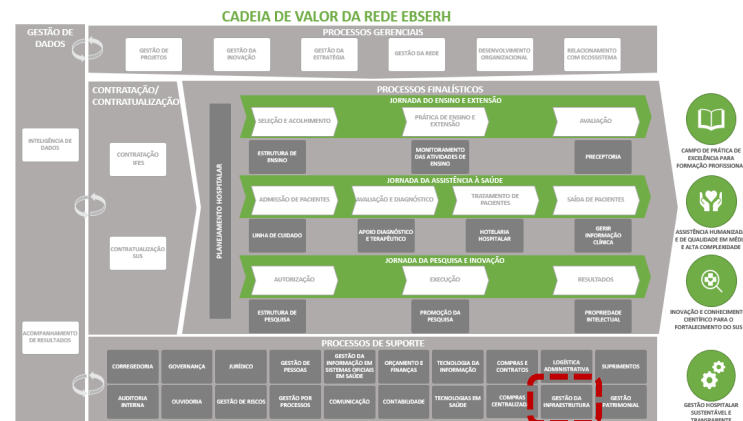 CADEIA DE VALOR DA REDE EBSERH
GESTÃO DE
DADOS
INTELIGÊNCIA DE
DADOS
ACOMPANHAMENTO
DE RESULTADOS
PROCESSOS GERENCIAIS
GESTÃO DE
PROJETOS
GESTÃO DA
INOVAÇÃO
GESTÃO DA
ESTRATÉGIA
GESTÃO DA REDE
DESENVOLVIMENTO
ORGANIZACIONAL
RELACIONAMENTO
COM ECOSSISTEMA
CONTRATAÇÃO/
CONTRATUALIZAÇÃO
CONTRATAÇÃO
IFES
CONTRATUALIZAÇÃO
SUS
PROCESSOS FINALÍSTICOS
PLANEJAMENTO HOSPITALAR
JORNADA DO ENSINO E EXTENSÃO
SELEÇÃO E ACOLHIMENTO
PRÁTICA DE ENSINO E
EXTENSÃO
AVALIAÇÃO
ESTRUTURA DE
ENSINO
MONITORAMENTO
DAS ATIVIDADES DE
ENSINO
PRECEPTORIA
JORNADA DA ASSISTÊNCIA À SAÚDE
ADMISSÃO DE PACIENTES
AVALIAÇÃO E DIAGNÓSTICO
TRATAMENTO DE
PACIENTES
SAÍDA DE PACIENTES
LINHA DE CUIDADO
APOIO DIAGNÓSTICO
E TERAPÊUTICO
HOTELARIA
HOSPITALAR
GERIR
INFORMAÇÃO
CLÍNICA
JORNADA DA PESQUISA E INOVAÇÃO
AUTORIZAÇÃO
EXECUÇÃO
RESULTADOS
ESTRUTURA DE
PESQUISA
PROMOÇÃO DA
PESQUISA
PROPRIEDADE
INTELECTUAL
PROCESSOS DE SUPORTE
CORREGEDORIA
GOVERNANÇA
JURÍDICO
GESTÃO DE
PESSOAS
GESTÃO DA
INFORMAÇÃO EM
SISTEMAS OFICIAIS
EM SAÚDE
ORÇAMENTO E
FINANÇAS
TECNOLOGIA DA
INFORMAÇÃO
COMPRAS E
CONTRATOS
LOGÍSTICA
ADMINISTRATIVA
SUPRIMENTOS
AUDITORIA
INTERNA
OUVIDORIA
GESTÃO DE RISCOS
GESTÃO POR
PROCESSOS
COMUNICAÇÃO
CONTABILIDADE
TECNOLOGIAS EM
SAÚDE
COMPRAS
CENTRALIZADA
GESTÃO DA
INFRAESTRUTURA
GESTÃO
PATRIMONIAL
CAMPO DE PRÁTICA DE
EXCELÊNCIA PARA
FORMAÇÃO PROFISSIONA
ASSISTÊNCIA HUMANIZADA
E DE QUALIDADE EM MÉDI
E ALTA COMPLEXIDADE
INOVAÇÃO E CONHECIMENT
CIENTÍFICO PARA O
FORTALECIMENTO DO SUS
GESTÃO HOSPITALAR
SUSTENTÁVEL E
TRANSPARENTE